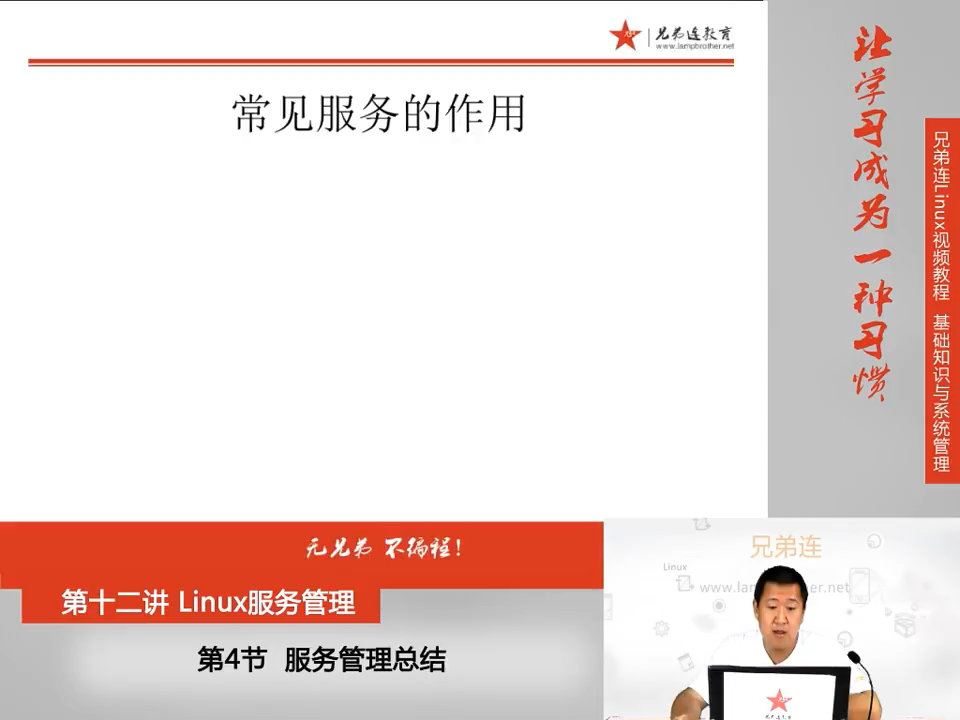 兄弟连教育
www.lampbrother.net
常见服务的作用
让学习成为一种习惯
兄弟连Linux视频教程 基础知识与系统管理
无兄弟 不编程!
第十二讲 Linux服务管理
第4节 服务管理总结
兄弟连
Linux